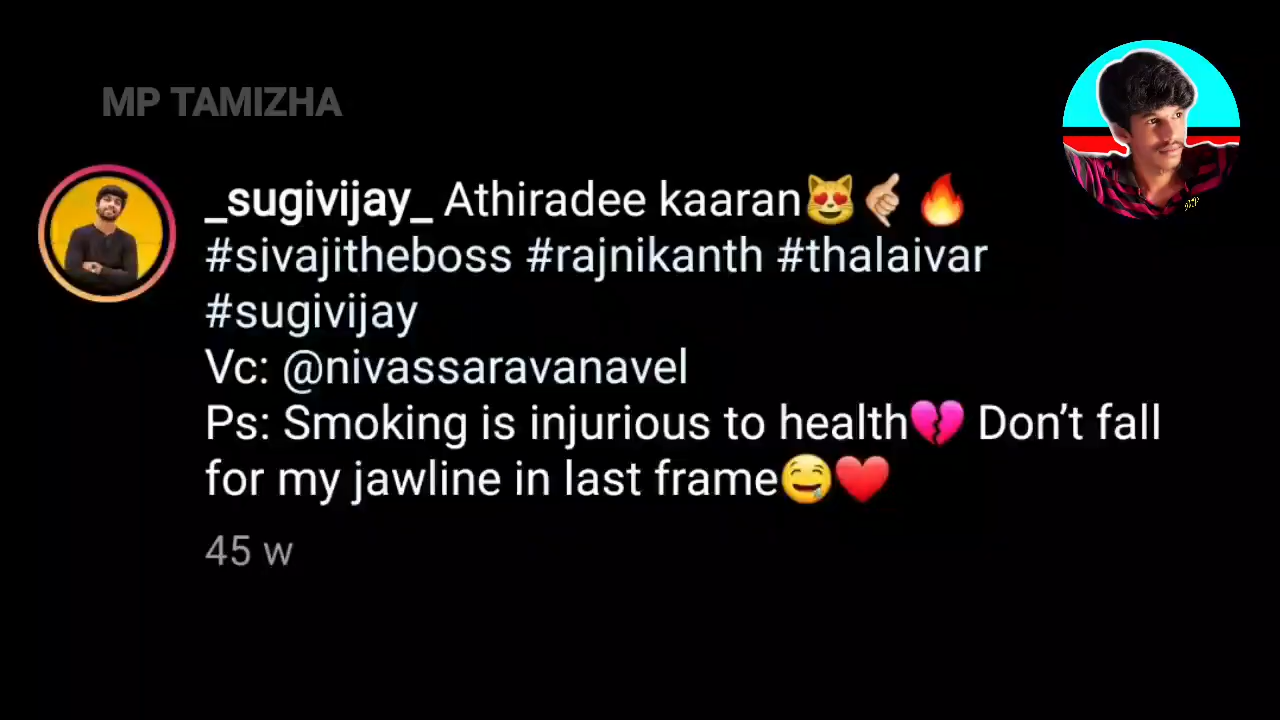 MP TAMIZHA
_sugivijay_ Athiradee kaaran😻🤙🏼🔥
#sivajitheboss #rajnikanth #thalaivar
#sugivijay
Vc: @nivassaravanavel
Ps: Smoking is injurious to health💔 Don’t fall
for my jawline in last frame🤤❤️
45 w